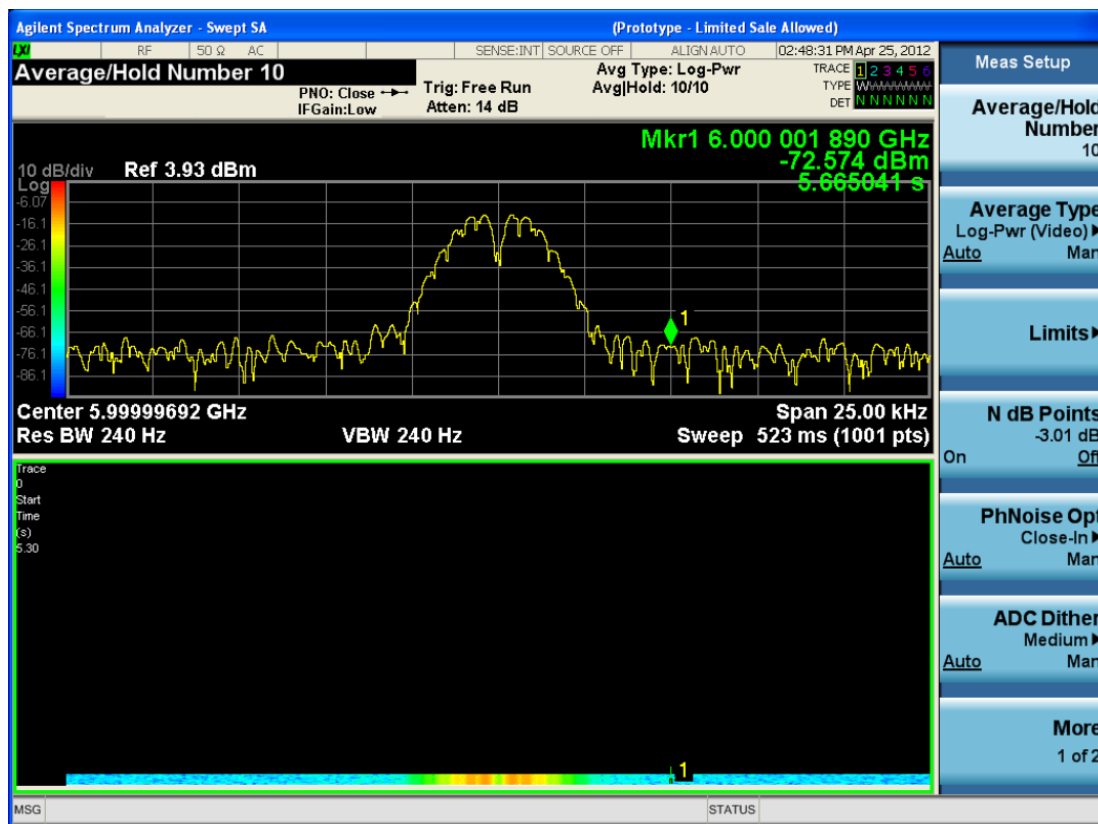 Agilent Spectrum Analyzer - Swept SA (Prototype - Limited Sale Allowed)
LXI RF 50 Ω AC SENSE:INT SOURCE OFF ALIGN AUTO 02:48:31 PM Apr 25, 2012
Average/Hold Number 10
PNO: Close
IFGain:Low
Trig: Free Run
Atten: 14 dB
Avg Type: Log-Pwr
Avg|Hold: 10/10
TRACE 1 2 3 4 5 6
TYPE WWWWWW
DET N N N N N N
Mkr1 6.000 001 890 GHz
-72.574 dBm
5.665041 s
10 dB/div Ref 3.93 dBm
Log
-6.07
-16.1
-26.1
-36.1
-46.1
-56.1
-66.1
-76.1
-86.1
1
Center 5.99999692 GHz Span 25.00 kHz
Res BW 240 Hz VBW 240 Hz Sweep 523 ms (1001 pts)
Trace
0
Start
Time
(s)
5.30
1
MSG STATUS
Meas Setup
Average/Hold
Number
10
Average Type
Log-Pwr (Video)
Auto Man
Limits
N dB Points
-3.01 dB
On Off
PhNoise Opt
Close-In
Auto Man
ADC Dither
Medium
Auto Man
More
1 of 2